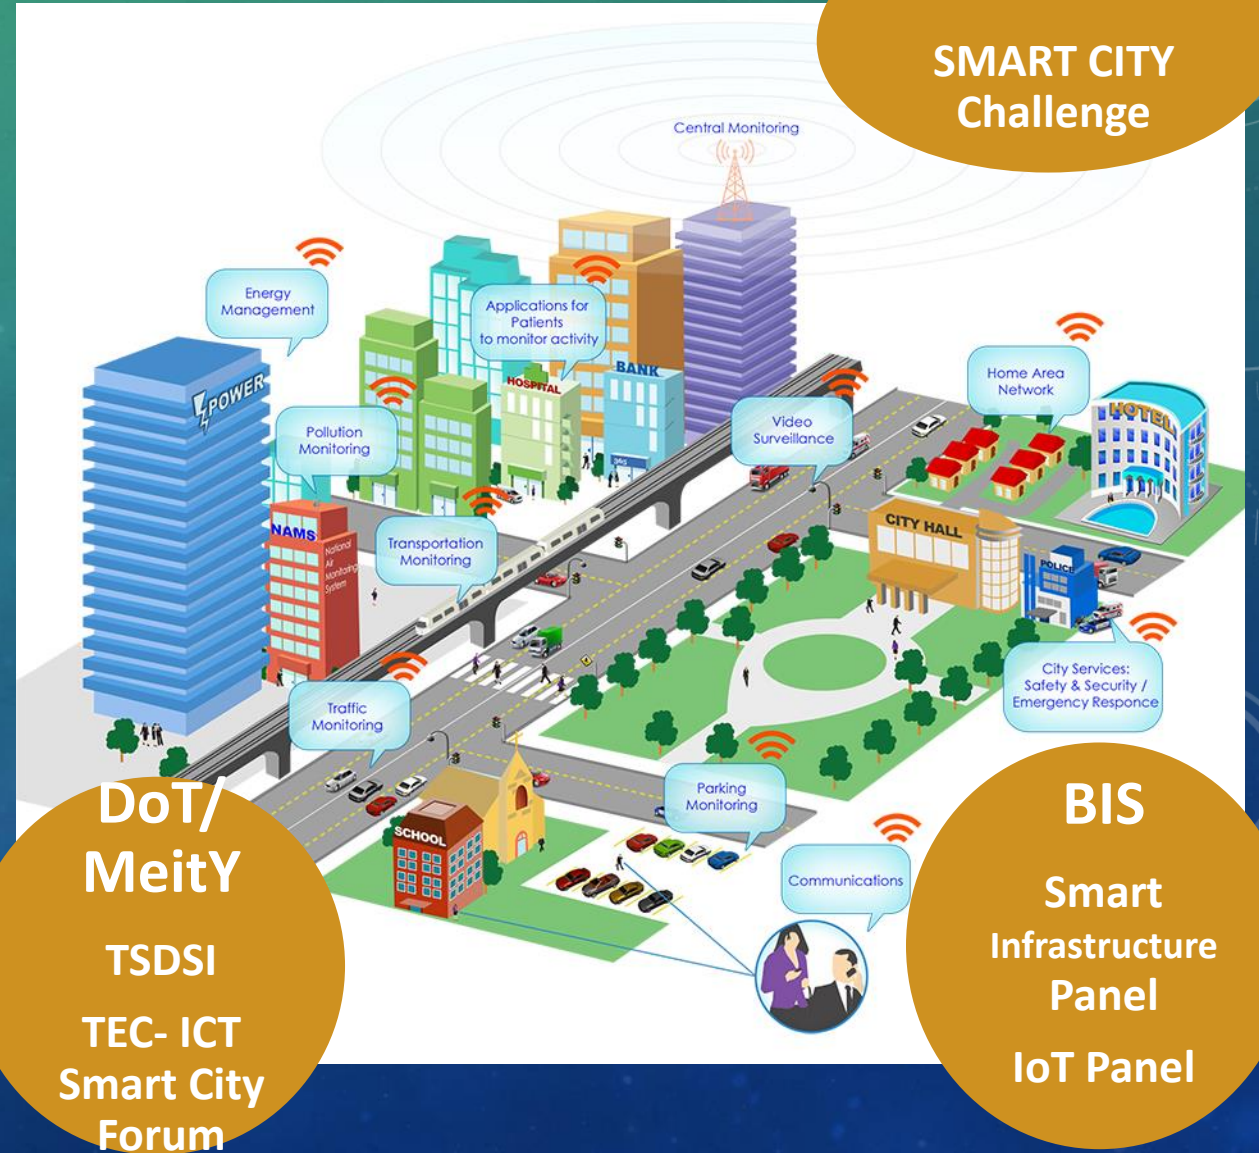 SMART CITY
Challenge
Central Monitoring
Energy
Management
Applications for
Patients
to monitor activity
POWER
HOSPITAL
BANK
Home Area
Network
HOTEL
Pollution
Monitoring
Video
Surveillance
NAMS
National
Air
Monitoring
System
Transportation
Monitoring
CITY HALL
POLICE
City Services:
Safety & Security /
Emergency Responce
Traffic
Monitoring
Parking
Monitoring
SCHOOL
Communications
DoT/
MeitY
TSDSI
TEC- ICT
Smart City
Forum
BIS
Smart
Infrastructure
Panel
IoT Panel